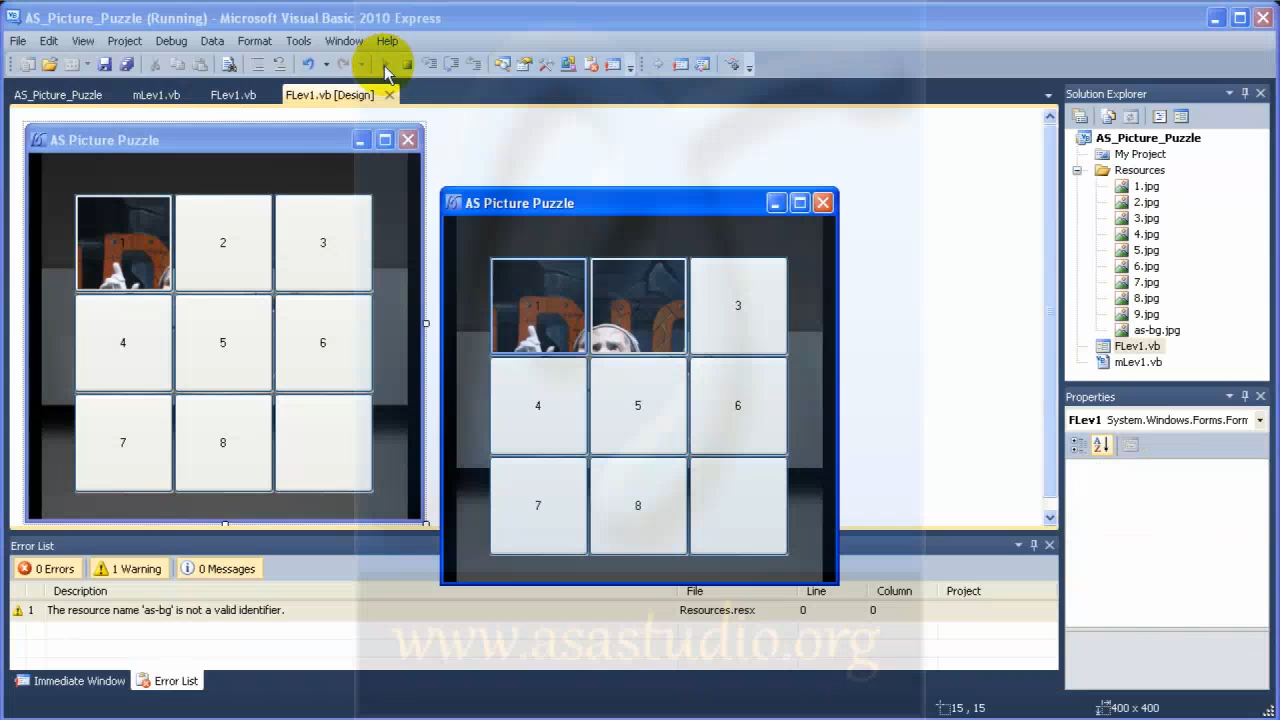 AS_Picture_Puzzle (Running) - Microsoft Visual Basic 2010 Express
File Edit View Project Debug Data Format Tools Window Help
AS_Picture_Puzzle mLev1.vb FLev1.vb FLev1.vb [Design]
Solution Explorer
AS_Picture_Puzzle
My Project
Resources
1.jpg
2.jpg
3.jpg
4.jpg
5.jpg
6.jpg
7.jpg
8.jpg
9.jpg
as-bg.jpg
FLev1.vb
mLev1.vb
Properties
FLev1 System.Windows.Forms.Form
AS Picture Puzzle
1 2 3
4 5 6
7 8
AS Picture Puzzle
1 3
4 5 6
7 8
Error List
0 Errors 1 Warning 0 Messages
Description File Line Column Project
1 The resource name 'as-bg' is not a valid identifier. Resources.resx 0 0
www.asastudio.org
Immediate Window Error List
15 , 15 400 x 400